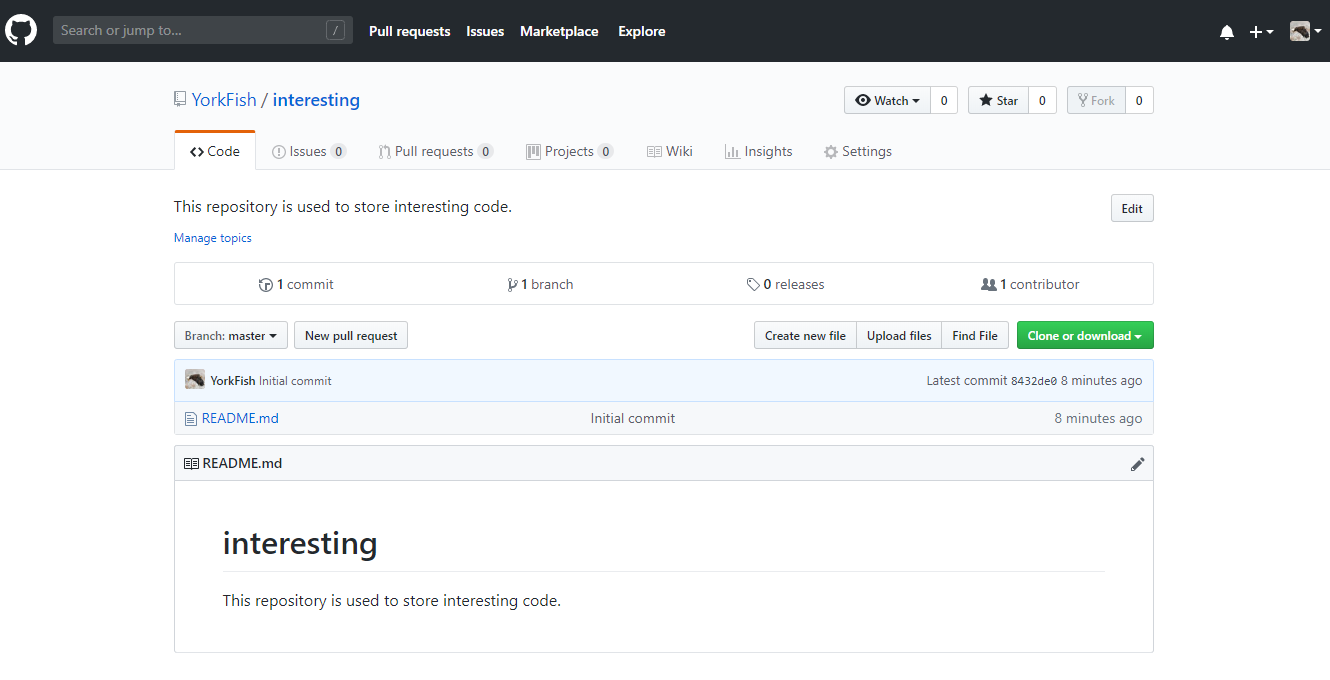 Search or jump to... / Pull requests Issues Marketplace Explore
YorkFish / interesting Watch 0 Star 0 Fork 0
Code Issues 0 Pull requests 0 Projects 0 Wiki Insights Settings
This repository is used to store interesting code. Edit
Manage topics
1 commit 1 branch 0 releases 1 contributor
Branch: master New pull request Create new file Upload files Find File Clone or download
YorkFish Initial commit Latest commit 8432de0 8 minutes ago
README.md Initial commit 8 minutes ago
README.md
interesting
This repository is used to store interesting code.